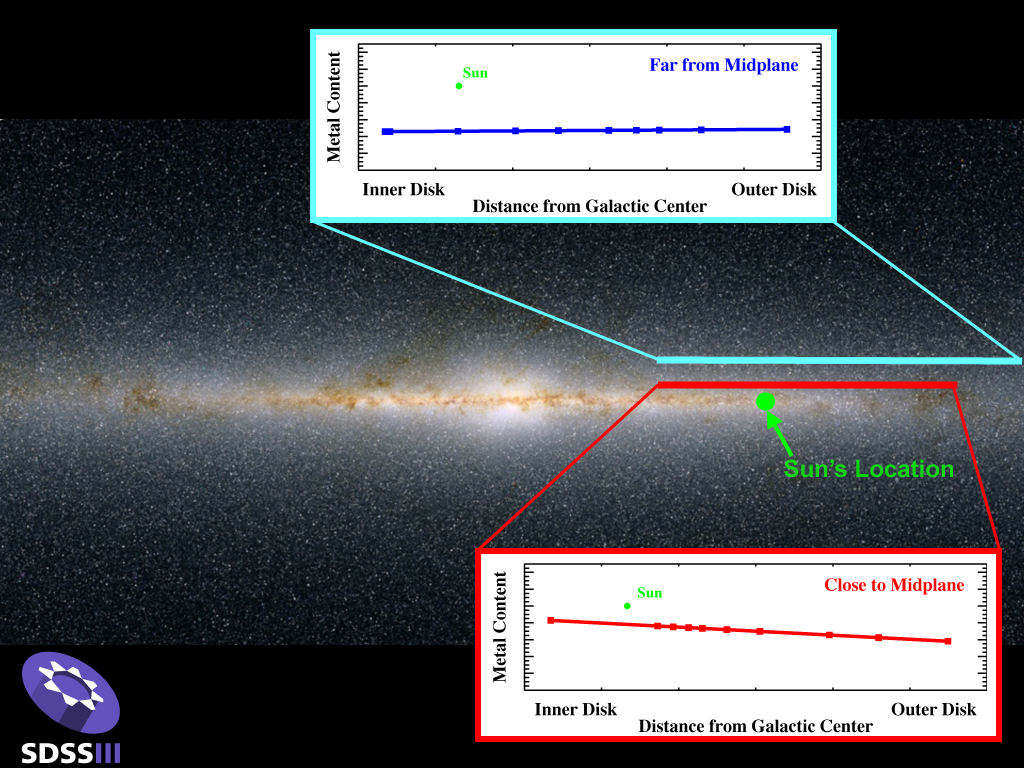 Far from Midplane
Sun
Metal Content
Inner Disk
Outer Disk
Distance from Galactic Center
Sun's Location
Close to Midplane
Sun
Metal Content
Inner Disk
Outer Disk
Distance from Galactic Center
SDSSIII